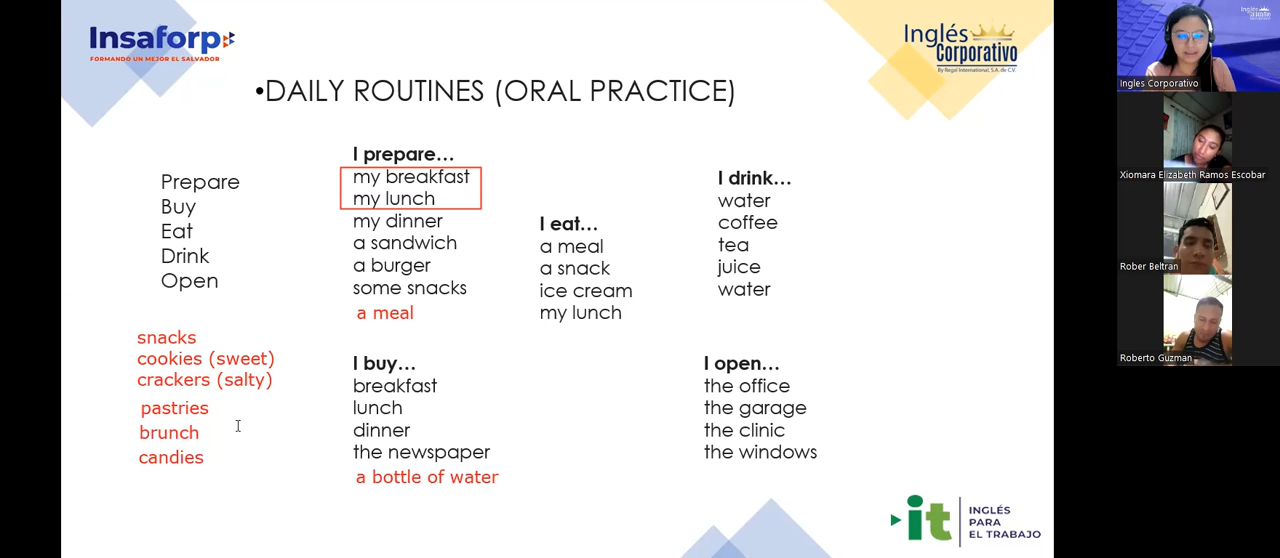 Insaforp
FORMANDO UN MEJOR EL SALVADOR
Inglés
Corporativo
By Regal International, S.A. de C.V.
•DAILY ROUTINES (ORAL PRACTICE)
Prepare
Buy
Eat
Drink
Open
snacks
cookies (sweet)
crackers (salty)
pastries
brunch
candies
I prepare...
my breakfast
my lunch
my dinner
a sandwich
a burger
some snacks
a meal
I buy...
breakfast
lunch
dinner
the newspaper
a bottle of water
I eat...
a meal
a snack
ice cream
my lunch
I drink...
water
coffee
tea
juice
water
I open...
the office
the garage
the clinic
the windows
it
INGLÉS
PARA
EL TRABAJO
Ingles Corporativo
Xiomara Elizabeth Ramos Escobar
Rober Beltran
Roberto Guzman